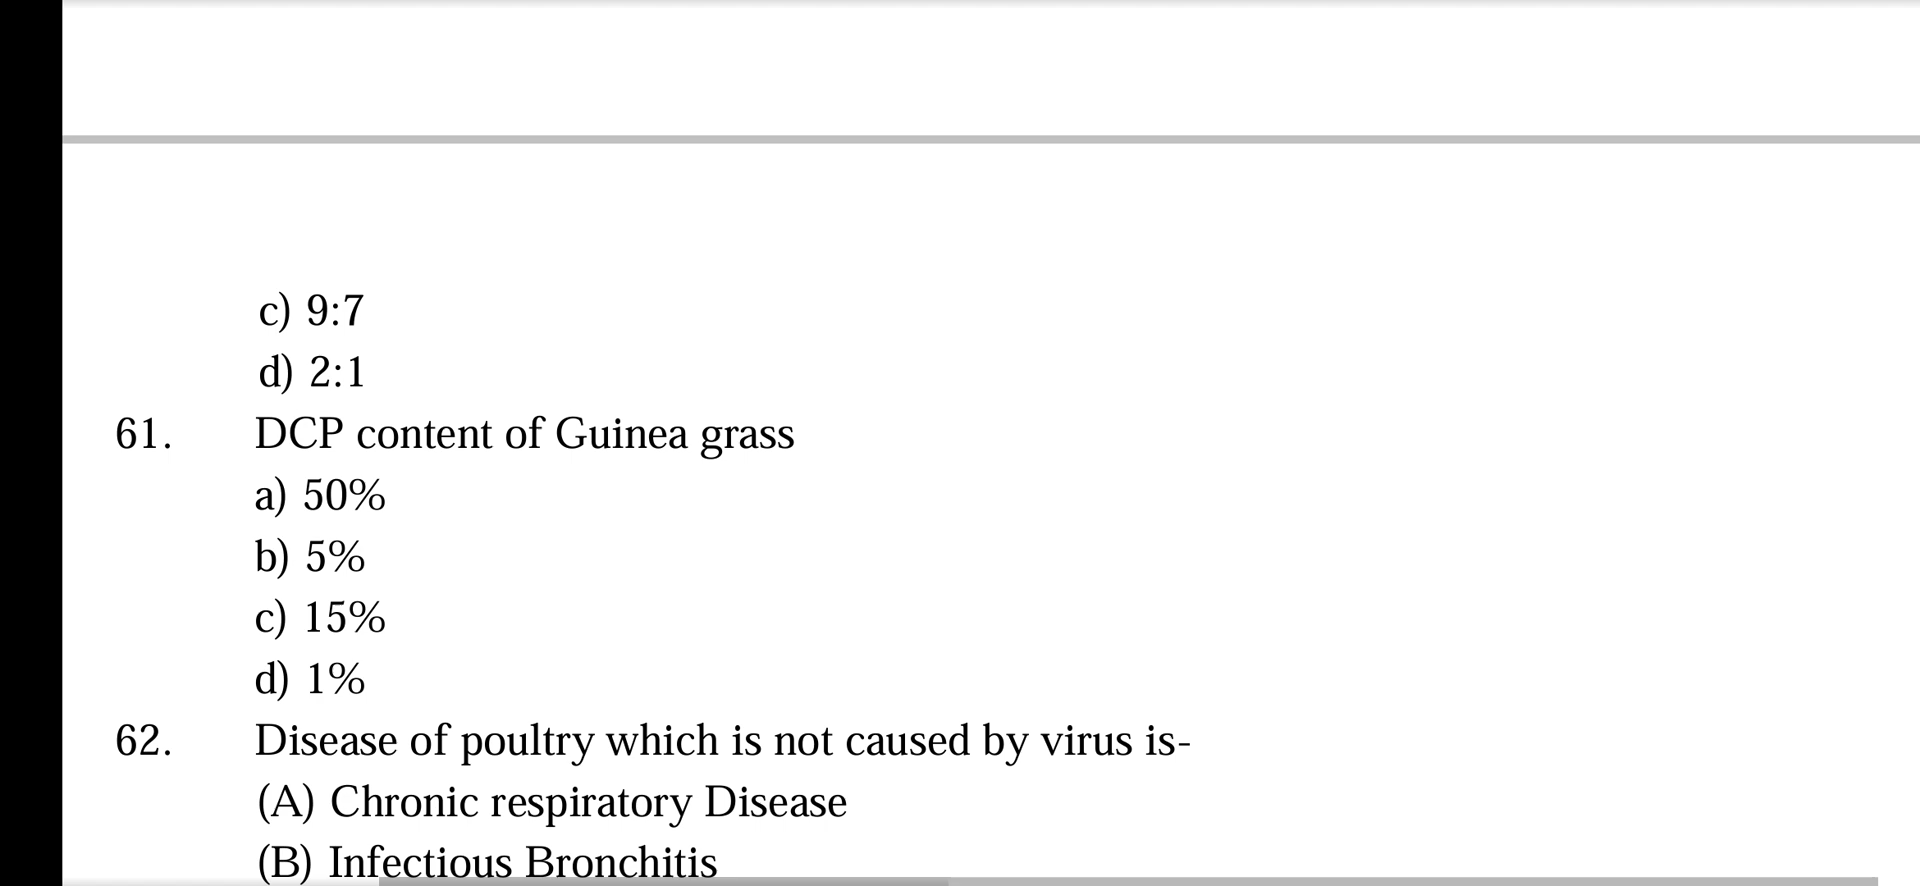 c) 9:7
d) 2:1
61. DCP content of Guinea grass
a) 50%
b) 5%
c) 15%
d) 1%
62. Disease of poultry which is not caused by virus is-
(A) Chronic respiratory Disease
(B) Infectious Bronchitis